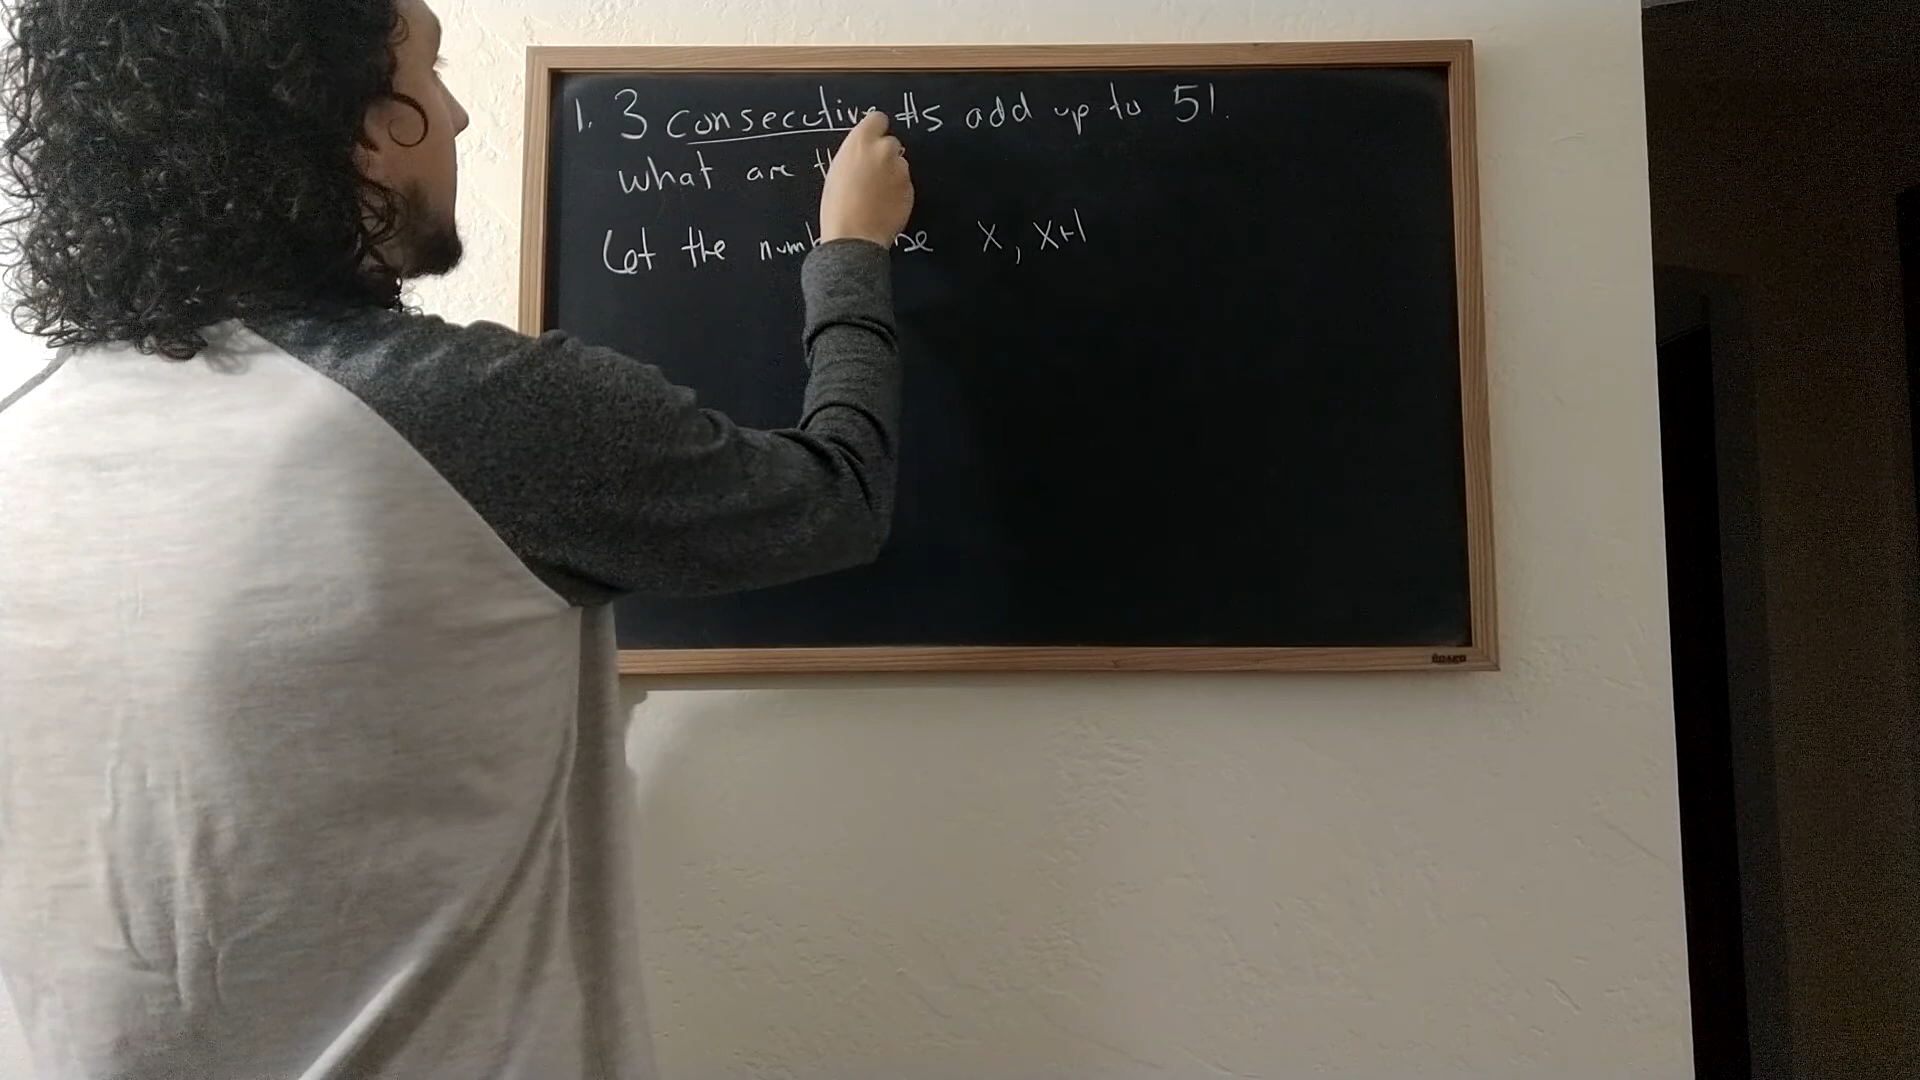 1. 3 consecutive #s add up to 51.
what are
Let the x, x+1